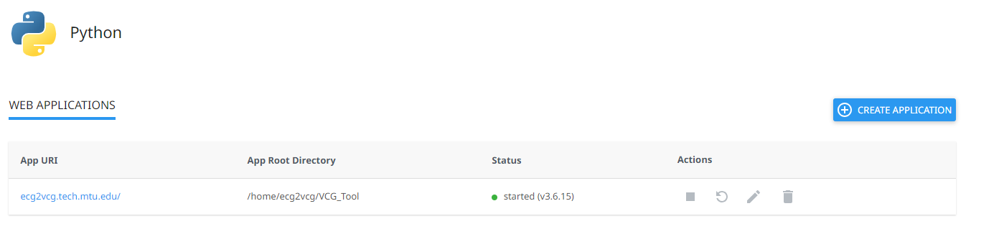 Python
WEB APPLICATIONS
CREATE APPLICATION
App URI App Root Directory Status Actions
ecg2vcg.tech.mtu.edu/ /home/ecg2vcg/VCG_Tool started (v3.6.15)